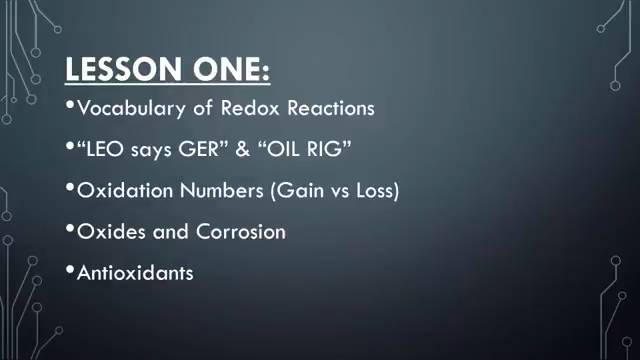 LESSON ONE:
•Vocabulary of Redox Reactions
•“LEO says GER” & “OIL RIG”
•Oxidation Numbers (Gain vs Loss)
•Oxides and Corrosion
•Antioxidants